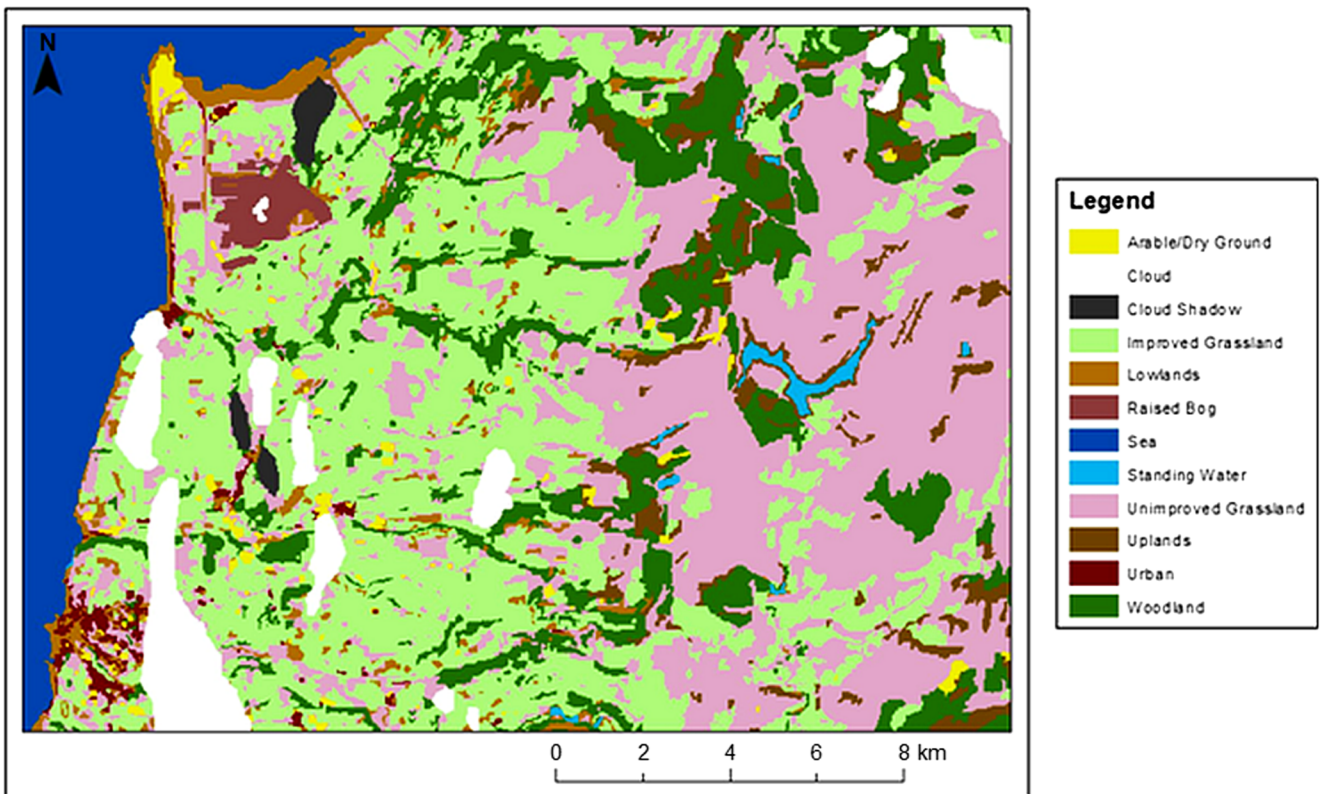 N
Legend
Arable/Dry Ground
Cloud
Cloud Shadow
Improved Grassland
Lowlands
Raised Bog
Sea
Standing Water
Unimproved Grassland
Uplands
Urban
Woodland
0 2 4 6 8 km